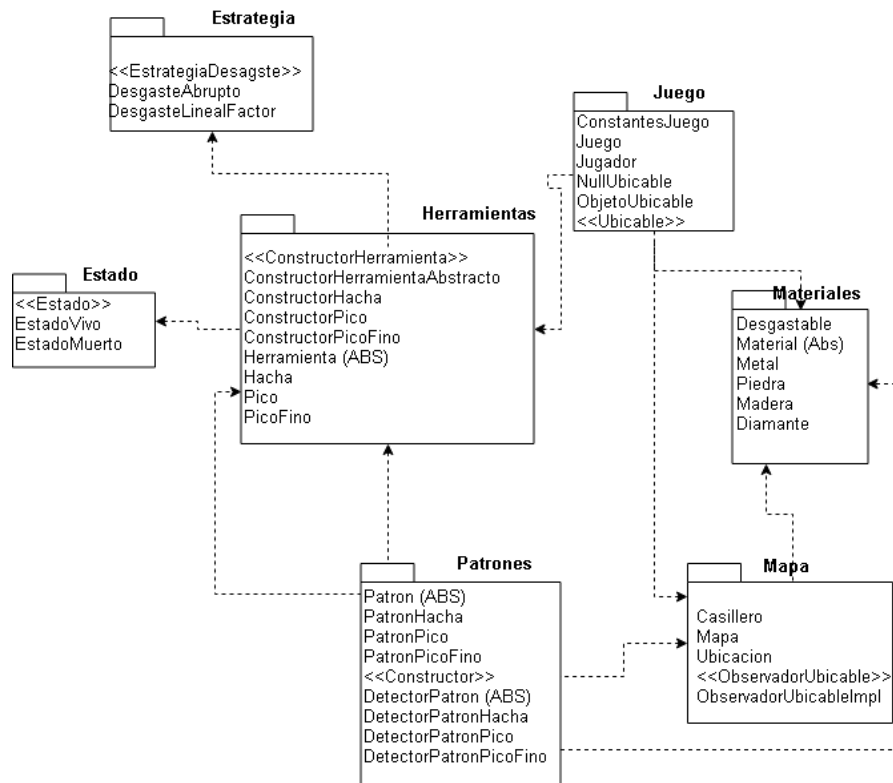 Estrategia
<<EstrategiaDesagste>>
DesgasteAbrupto
DesgasteLinealFactor
Juego
ConstantesJuego
Juego
Jugador
NullUbicable
ObjetoUbicable
<<Ubicable>>
Herramientas
<<ConstructorHerramienta>>
ConstructorHerramientaAbstracto
ConstructorHacha
ConstructorPico
ConstructorPicoFino
Herramienta (ABS)
Hacha
Pico
PicoFino
Estado
<<Estado>>
EstadoVivo
EstadoMuerto
Materiales
Desgastable
Material (Abs)
Metal
Piedra
Madera
Diamante
Patrones
Patron (ABS)
PatronHacha
PatronPico
PatronPicoFino
<<Constructor>>
DetectorPatron (ABS)
DetectorPatronHacha
DetectorPatronPico
DetectorPatronPicoFino
Mapa
Casillero
Mapa
Ubicacion
<<ObservadorUbicable>>
ObservadorUbicableImpl